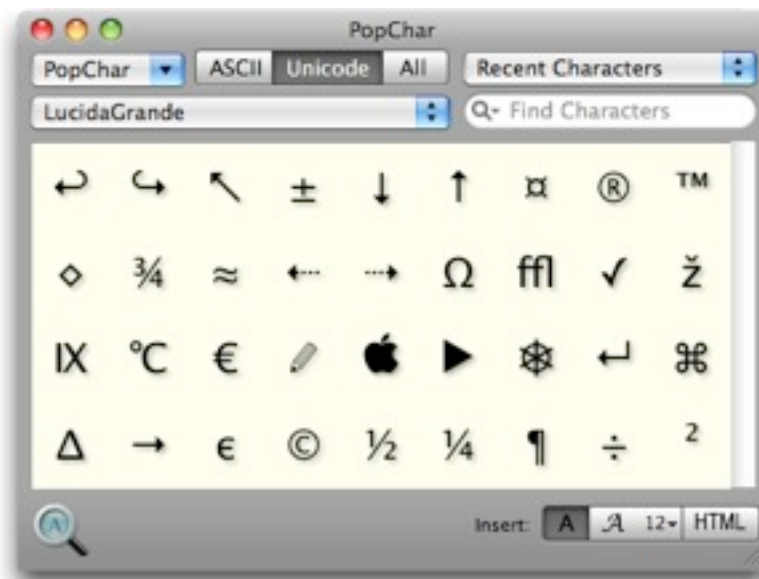 PopChar
PopChar ASCII Unicode All Recent Characters
LucidaGrande Find Characters
↩ ↪ ↖ ± ↓ ↑ ¤ ® ™
◇ ¾ ≈ ⇠ ⇢ Ω ffl ✓ ž
Ⅸ ℃ € ✎  ▶ ☸ ↵ ⌘
∆ → ϵ © ½ ¼ ¶ ÷ ²
Insert: A A 12 HTML